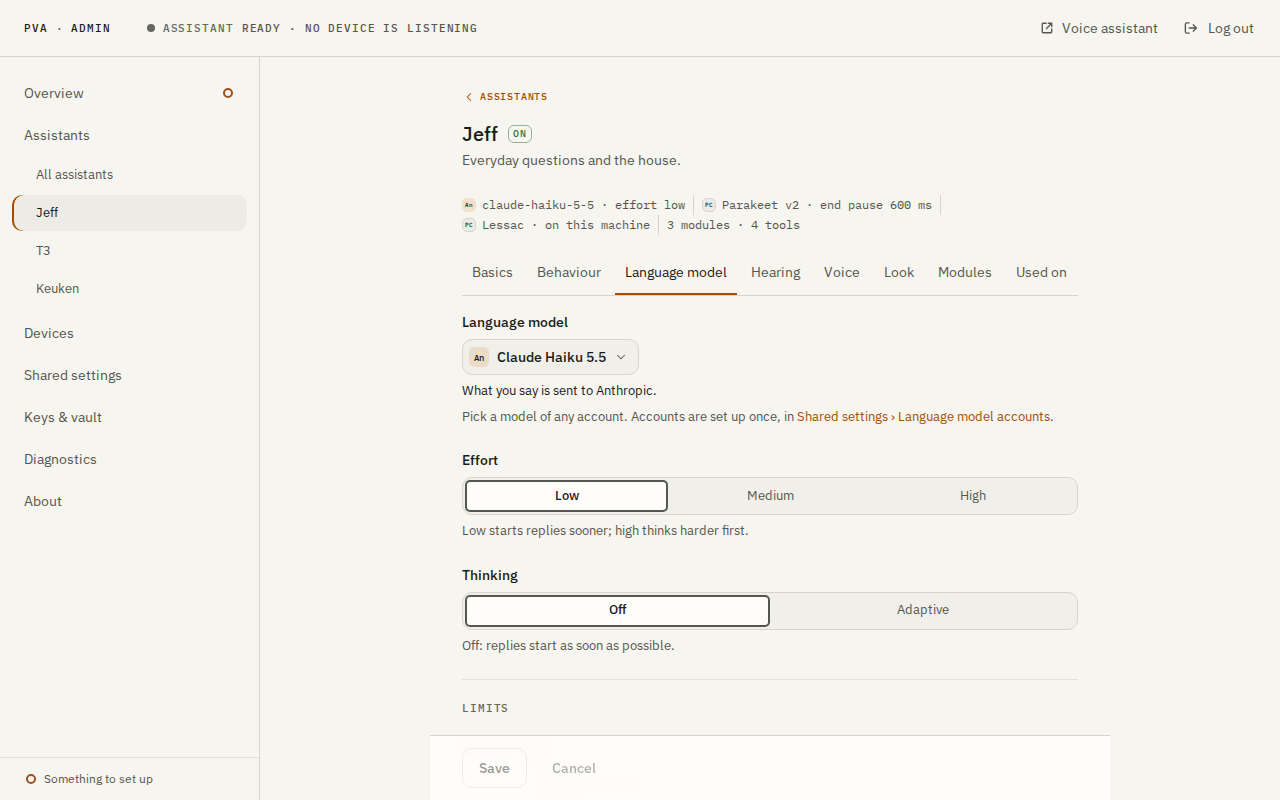 PVA · ADMIN
ASSISTANT READY · NO DEVICE IS LISTENING
Voice assistant
Log out
Overview
Assistants
All assistants
Jeff
T3
Keuken
Devices
Shared settings
Keys & vault
Diagnostics
About
Something to set up
ASSISTANTS
Jeff ON
Everyday questions and the house.
An claude-haiku-5-5 · effort low PC Parakeet v2 · end pause 600 ms
PC Lessac · on this machine 3 modules · 4 tools
Basics Behaviour Language model Hearing Voice Look Modules Used on
Language model
An Claude Haiku 5.5
What you say is sent to Anthropic.
Pick a model of any account. Accounts are set up once, in Shared settings › Language model accounts.
Effort
Low Medium High
Low starts replies sooner; high thinks harder first.
Thinking
Off Adaptive
Off: replies start as soon as possible.
LIMITS
Save Cancel